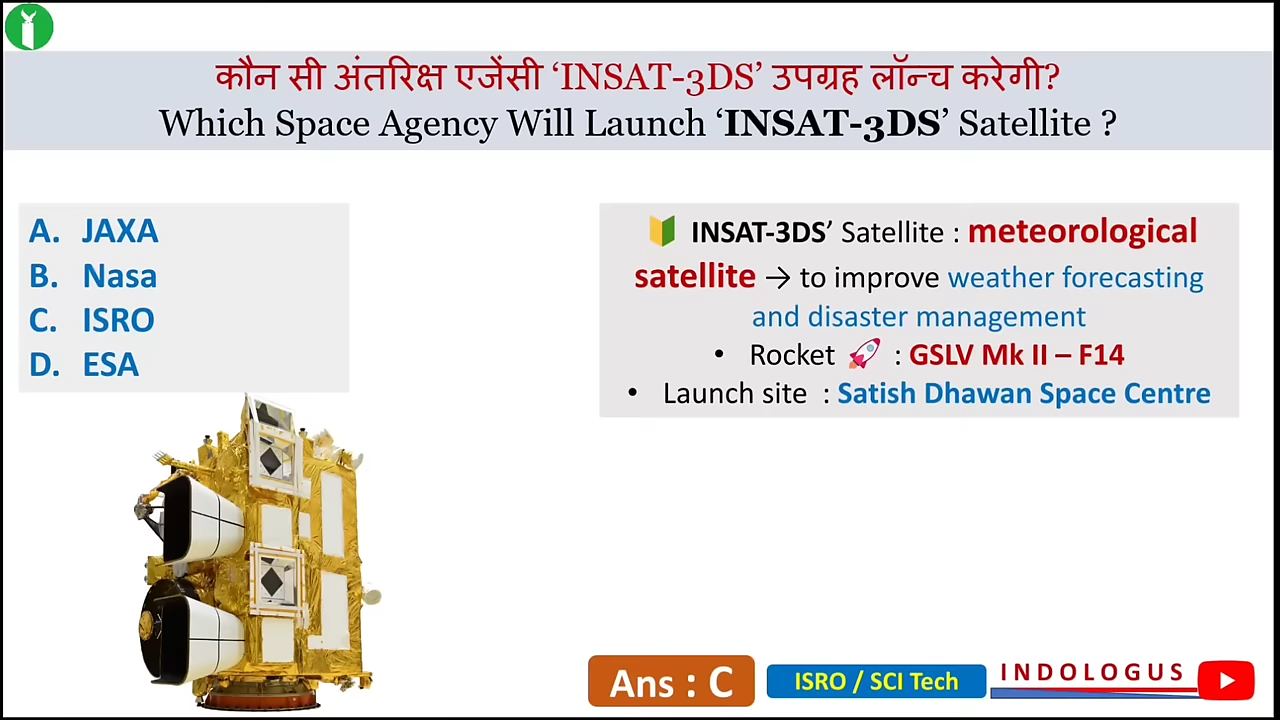 कौन सी अंतरिक्ष एजेंसी ‘INSAT-3DS’ उपग्रह लॉन्च करेगी?
Which Space Agency Will Launch ‘INSAT-3DS’ Satellite ?
A. JAXA
B. Nasa
C. ISRO
D. ESA
🔰 INSAT-3DS’ Satellite : meteorological
satellite → to improve weather forecasting
and disaster management
• Rocket 🚀 : GSLV Mk II – F14
• Launch site : Satish Dhawan Space Centre
Ans : C
ISRO / SCI Tech
INDOLOGUS